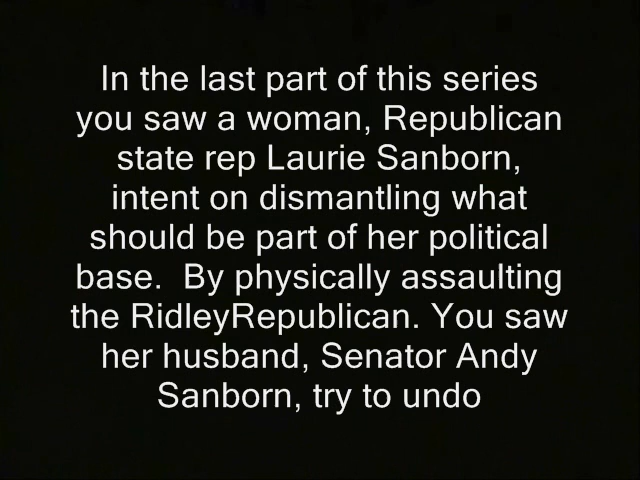 In the last part of this series
you saw a woman, Republican
state rep Laurie Sanborn,
intent on dismantling what
should be part of her political
base.  By physically assaulting
the RidleyRepublican. You saw
her husband, Senator Andy
Sanborn, try to undo